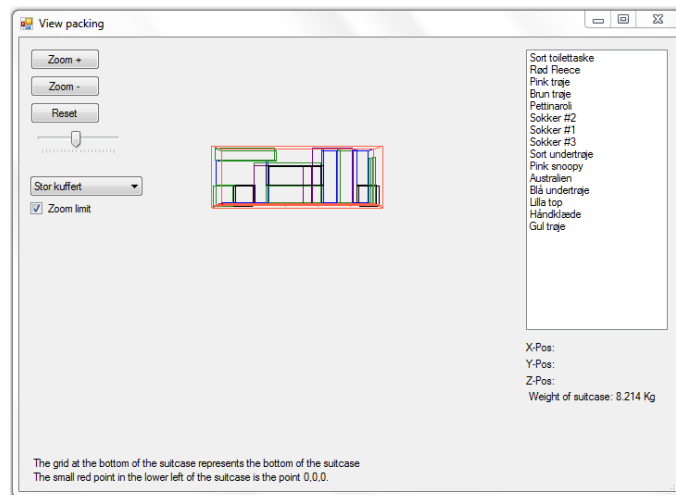 View packing
Zoom +
Zoom -
Reset
Stor kuffert
Zoom limit
Sort toilettaske
Rød Fleece
Pink trøje
Brun trøje
Pettinaroli
Sokker #2
Sokker #1
Sokker #3
Sort undertrøje
Pink snoopy
Australien
Blå undertrøje
Lilla top
Håndklæde
Gul trøje
X-Pos:
Y-Pos:
Z-Pos:
Weight of suitcase: 8.214 Kg
The grid at the bottom of the suitcase represents the bottom of the suitcase
The small red point in the lower left of the suitcase is the point 0,0,0.